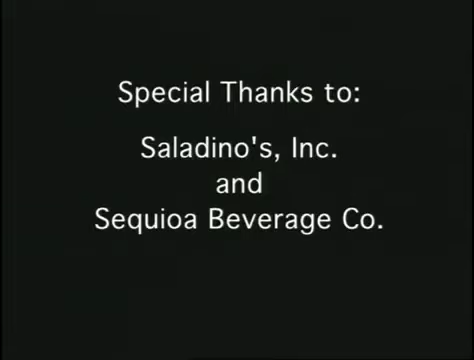 Special Thanks to:
Saladino's, Inc.
and
Sequioa Beverage Co.